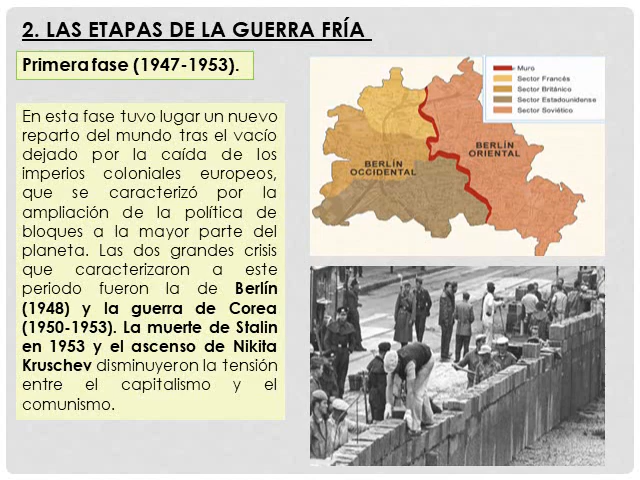 2. LAS ETAPAS DE LA GUERRA FRÍA
Primera fase (1947-1953).
En esta fase tuvo lugar un nuevo
reparto del mundo tras el vacío
dejado por la caída de los
imperios coloniales europeos,
que se caracterizó por la
ampliación de la política de
bloques a la mayor parte del
planeta. Las dos grandes crisis
que caracterizaron a este
periodo fueron la de Berlín
(1948) y la guerra de Corea
(1950-1953). La muerte de Stalin
en 1953 y el ascenso de Nikita
Kruschev disminuyeron la tensión
entre el capitalismo y el
comunismo.
Muro
Sector Francés
Sector Británico
Sector Estadounidense
Sector Soviético
BERLÍN
ORIENTAL
BERLÍN
OCCIDENTAL